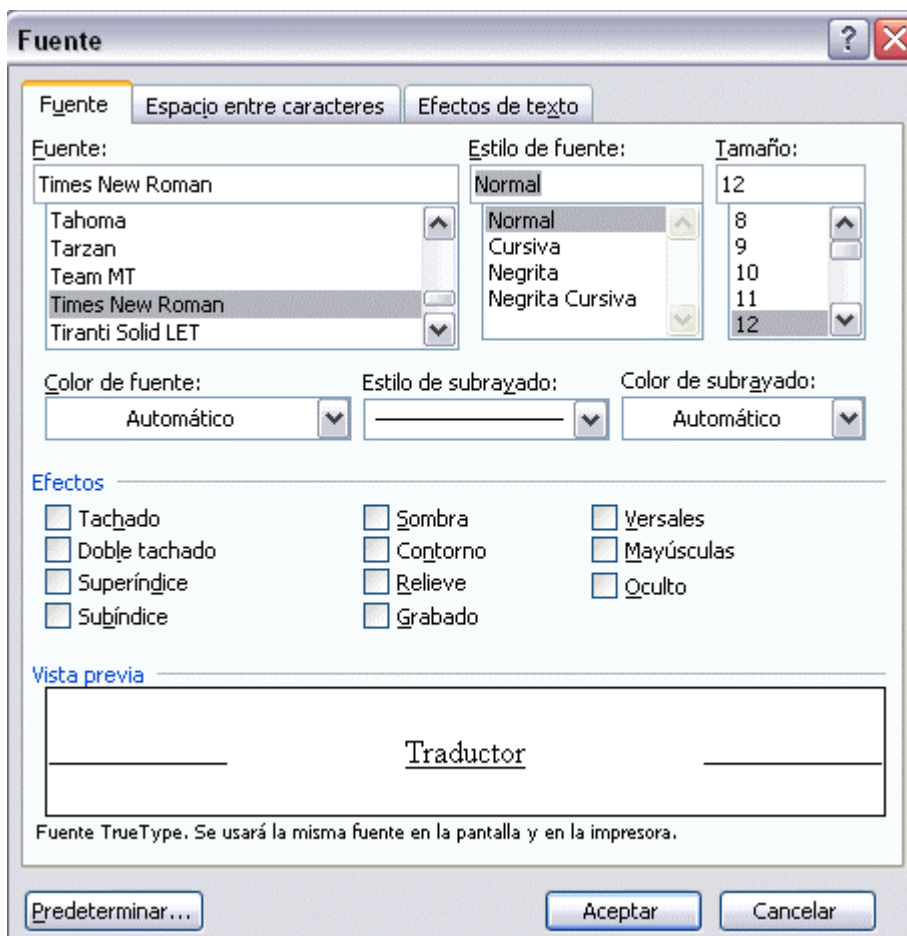 Fuente
?
Fuente Espacio entre caracteres Efectos de texto
Fuente: Estilo de fuente: Tamaño:
Times New Roman Normal 12
Tahoma Normal 8
Tarzan Cursiva 9
Team MT Negrita 10
Times New Roman Negrita Cursiva 11
Tiranti Solid LET 12
Color de fuente: Estilo de subrayado: Color de subrayado:
Automático Automático
Efectos
Tachado Sombra Versales
Doble tachado Contorno Mayúsculas
Superíndice Relieve Oculto
Subíndice Grabado
Vista previa
Traductor
Fuente TrueType. Se usará la misma fuente en la pantalla y en la impresora.
Predeterminar... Aceptar Cancelar